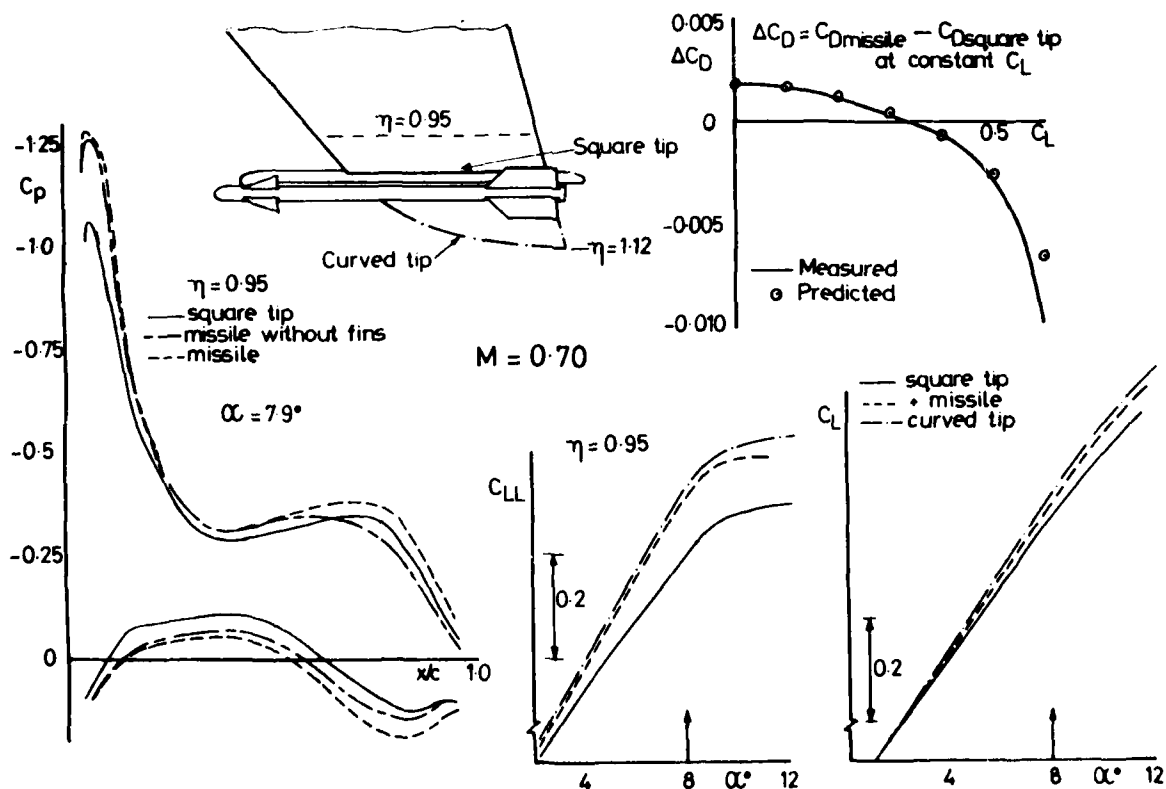 η=0.95
Square tip
Curved tip
η=1.12
0.005
ΔC_D
ΔC_D = C_Dmissile – C_Dsquare tip
at constant C_L
0
0.5
C_L
-0.005
-0.010
Measured
Predicted
-1.25
C_p
-1.0
-0.75
-0.5
-0.25
0
x/c
1.0
η=0.95
square tip
missile without fins
missile
α = 7.9°
M = 0.70
η=0.95
C_LL
0.2
4
8
α°
12
square tip
+ missile
curved tip
C_L
0.2
4
8
α°
12